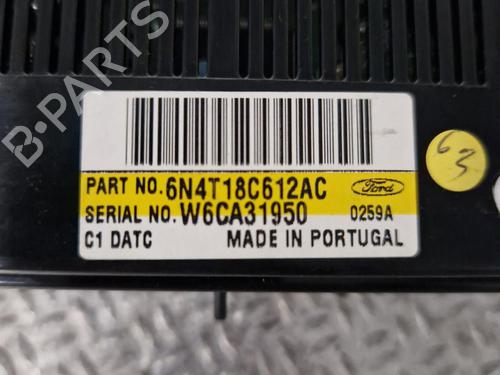 B-PARTS
PART NO. 6N4T18C612AC Ford
SERIAL NO. W6CA31950 0259A
C1 DATC MADE IN PORTUGAL
63